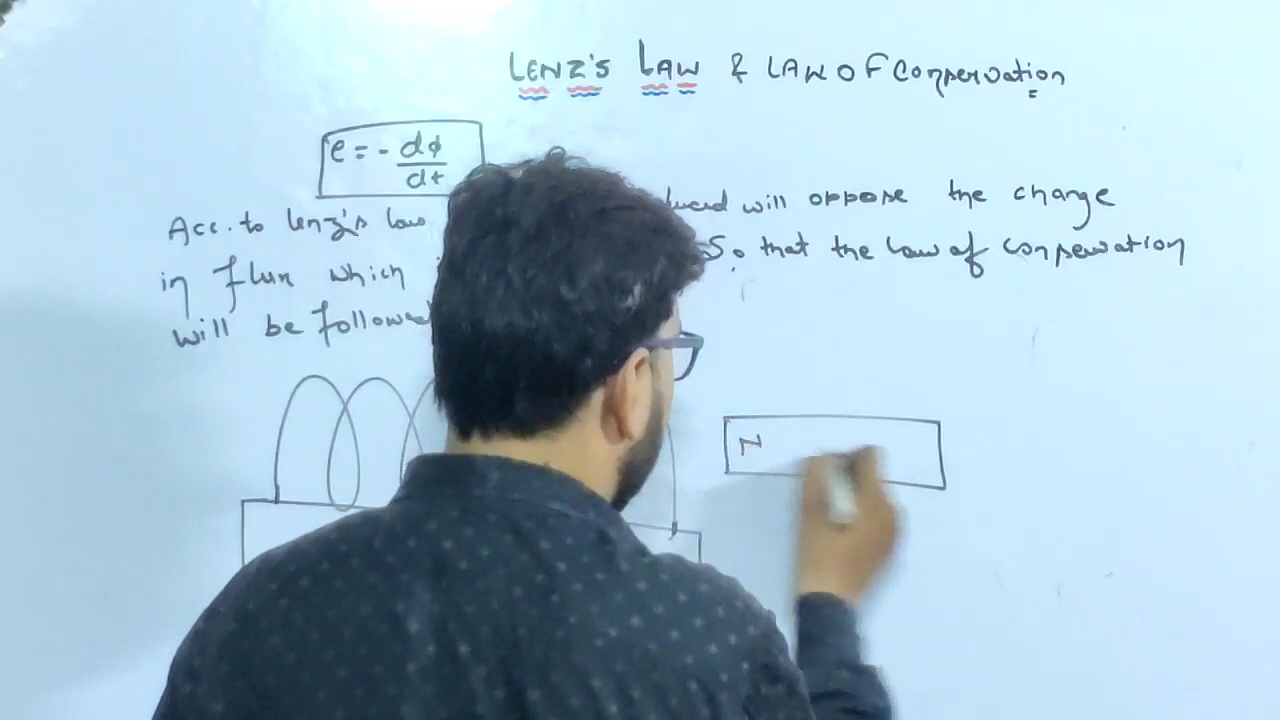 LENZ'S LAW & LAW OF Conservation
e = - dϕ/dt
Acc. to lenz's law will oppose the change
in flux which So that the law of conservation
will be followed
N